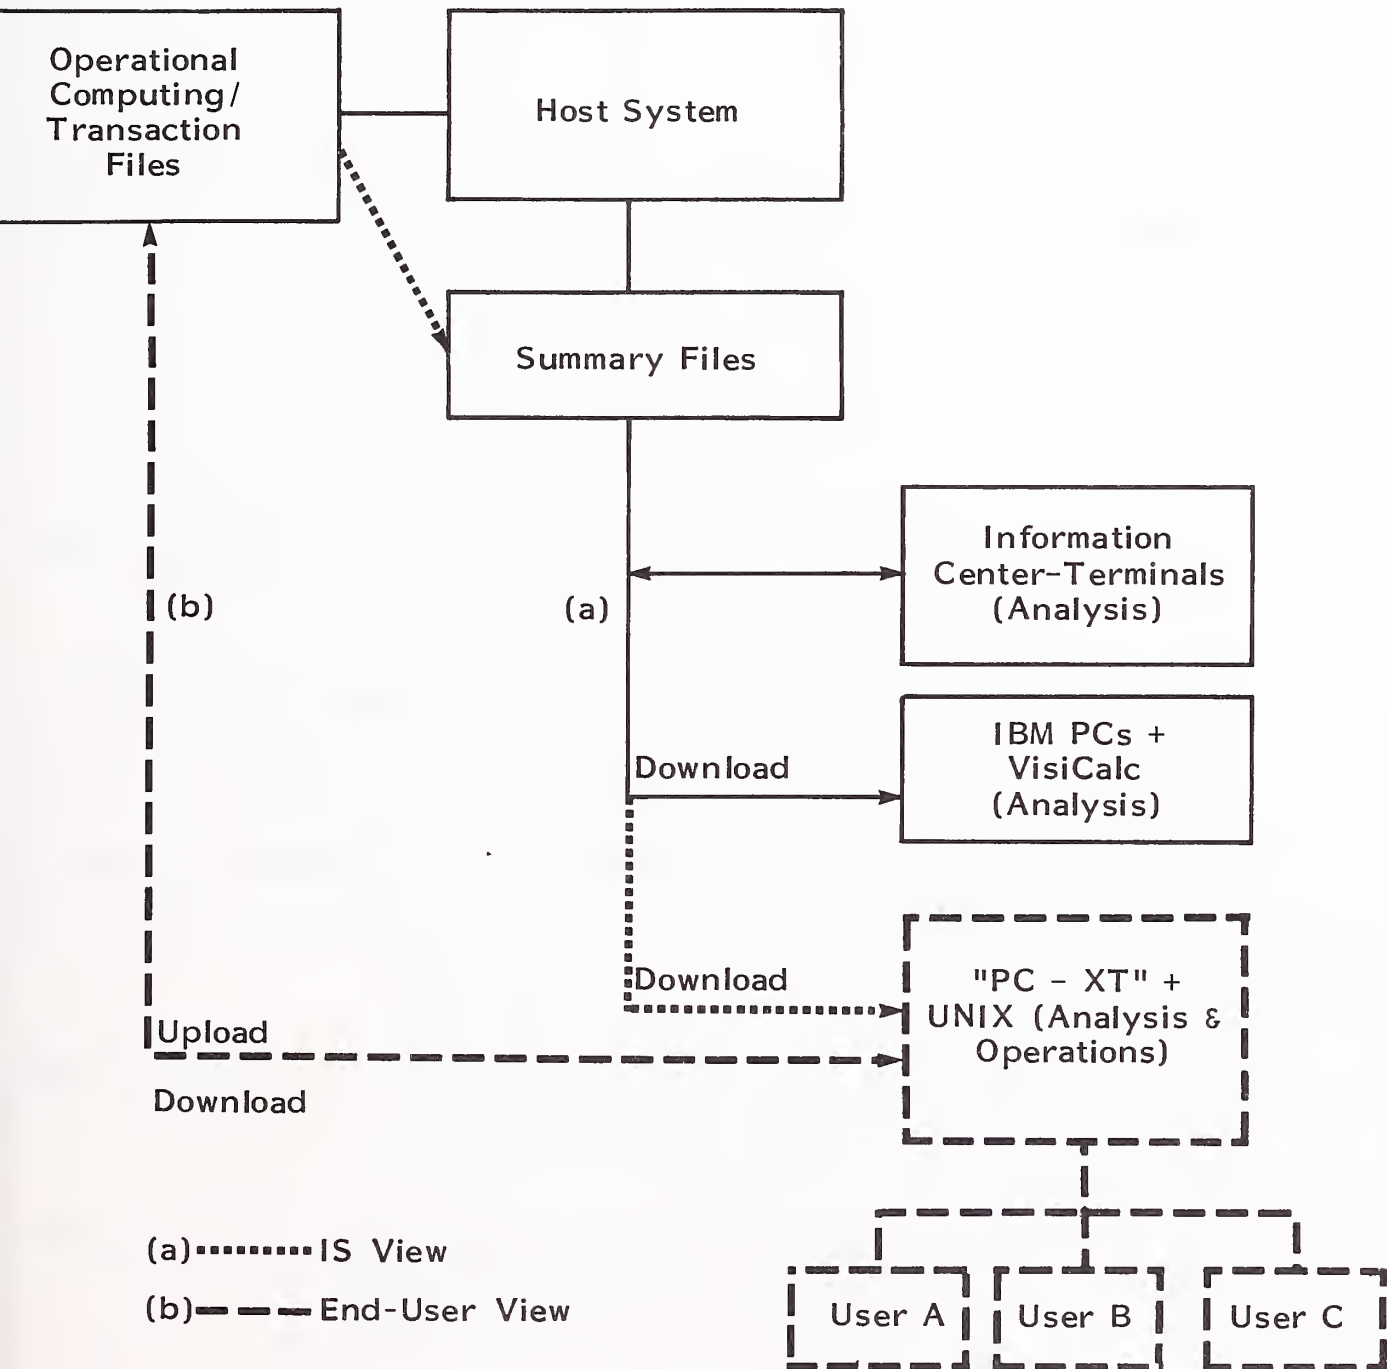 Operational
Computing/
Transaction
Files
Host System
Summary Files
Information
Center-Terminals
(Analysis)
(b)
(a)
IBM PCs +
VisiCalc
(Analysis)
Download
Download
"PC - XT" +
UNIX (Analysis &
Operations)
Upload
Download
(a) IS View
(b) End-User View
User A
User B
User C